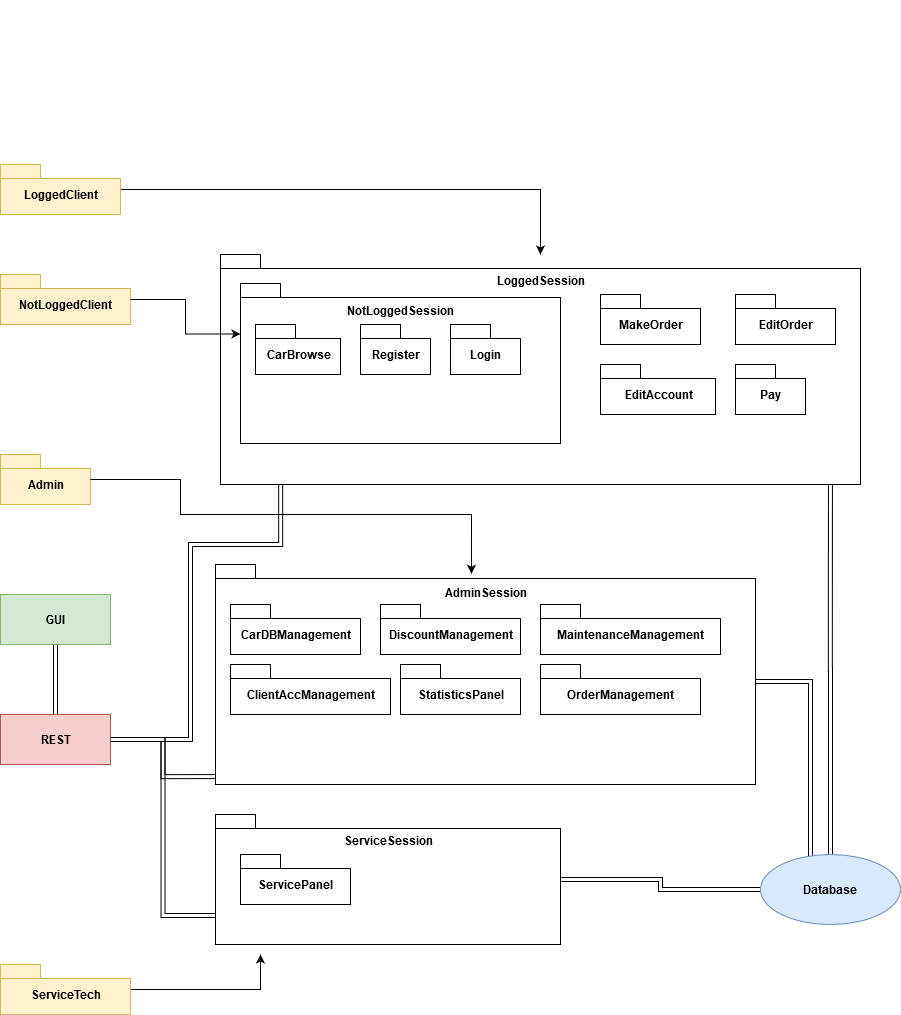 LoggedClient
LoggedSession
NotLoggedClient
NotLoggedSession
MakeOrder
EditOrder
CarBrowse
Register
Login
EditAccount
Pay
Admin
AdminSession
GUI
CarDBManagement
DiscountManagement
MaintenanceManagement
ClientAccManagement
StatisticsPanel
OrderManagement
REST
ServiceSession
ServicePanel
Database
ServiceTech